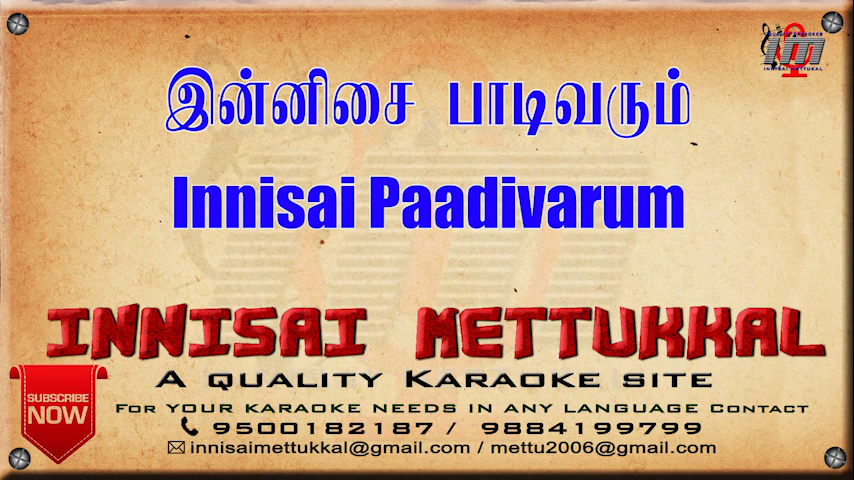 இன்னிசை பாடிவரும்
Innisai Paadivarum
INNISAI METTUKKAL
A QUALITY KARAOKE SITE
FOR YOUR KARAOKE NEEDS IN ANY LANGUAGE CONTACT
SUBSCRIBE
NOW
9500182187 / 9884199799
innisaimettukkal@gmail.com / mettu2006@gmail.com